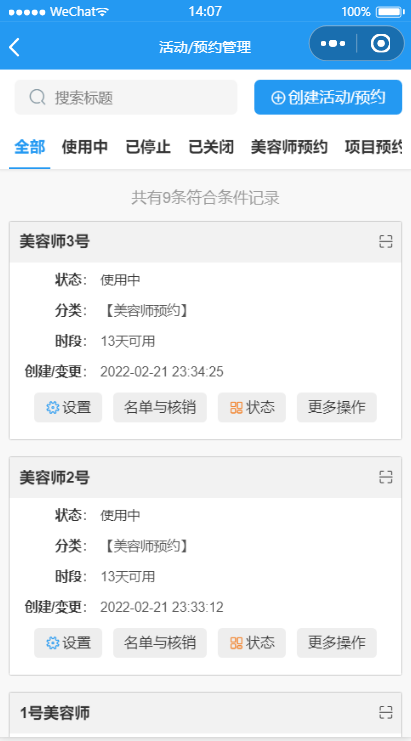 WeChat 14:07 100%
活动/预约管理
搜索标题 创建活动/预约
全部 使用中 已停止 已关闭 美容师预约 项目预约
共有9条符合条件记录
美容师3号
状态： 使用中
分类： 【美容师预约】
时段： 13天可用
创建/变更： 2022-02-21 23:34:25
设置 名单与核销 状态 更多操作
美容师2号
状态： 使用中
分类： 【美容师预约】
时段： 13天可用
创建/变更： 2022-02-21 23:33:12
设置 名单与核销 状态 更多操作
1号美容师